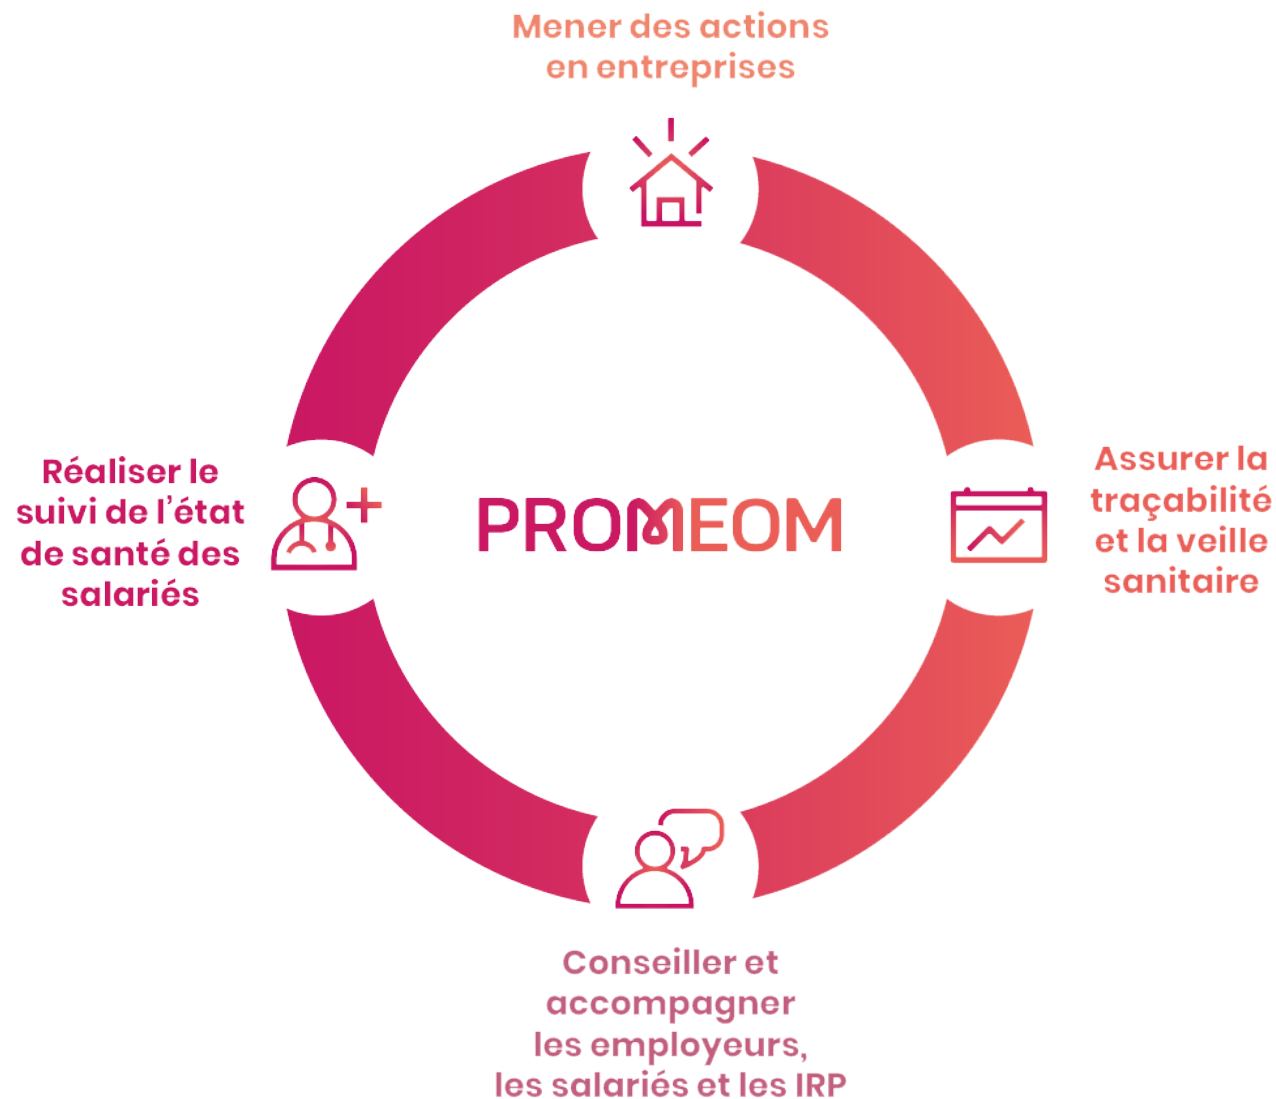 Mener des actions
en entreprises
Réaliser le
suivi de l'état
de santé des
salariés
PROMEOM
Assurer la
traçabilité
et la veille
sanitaire
Conseiller et
accompagner
les employeurs,
les salariés et les IRP